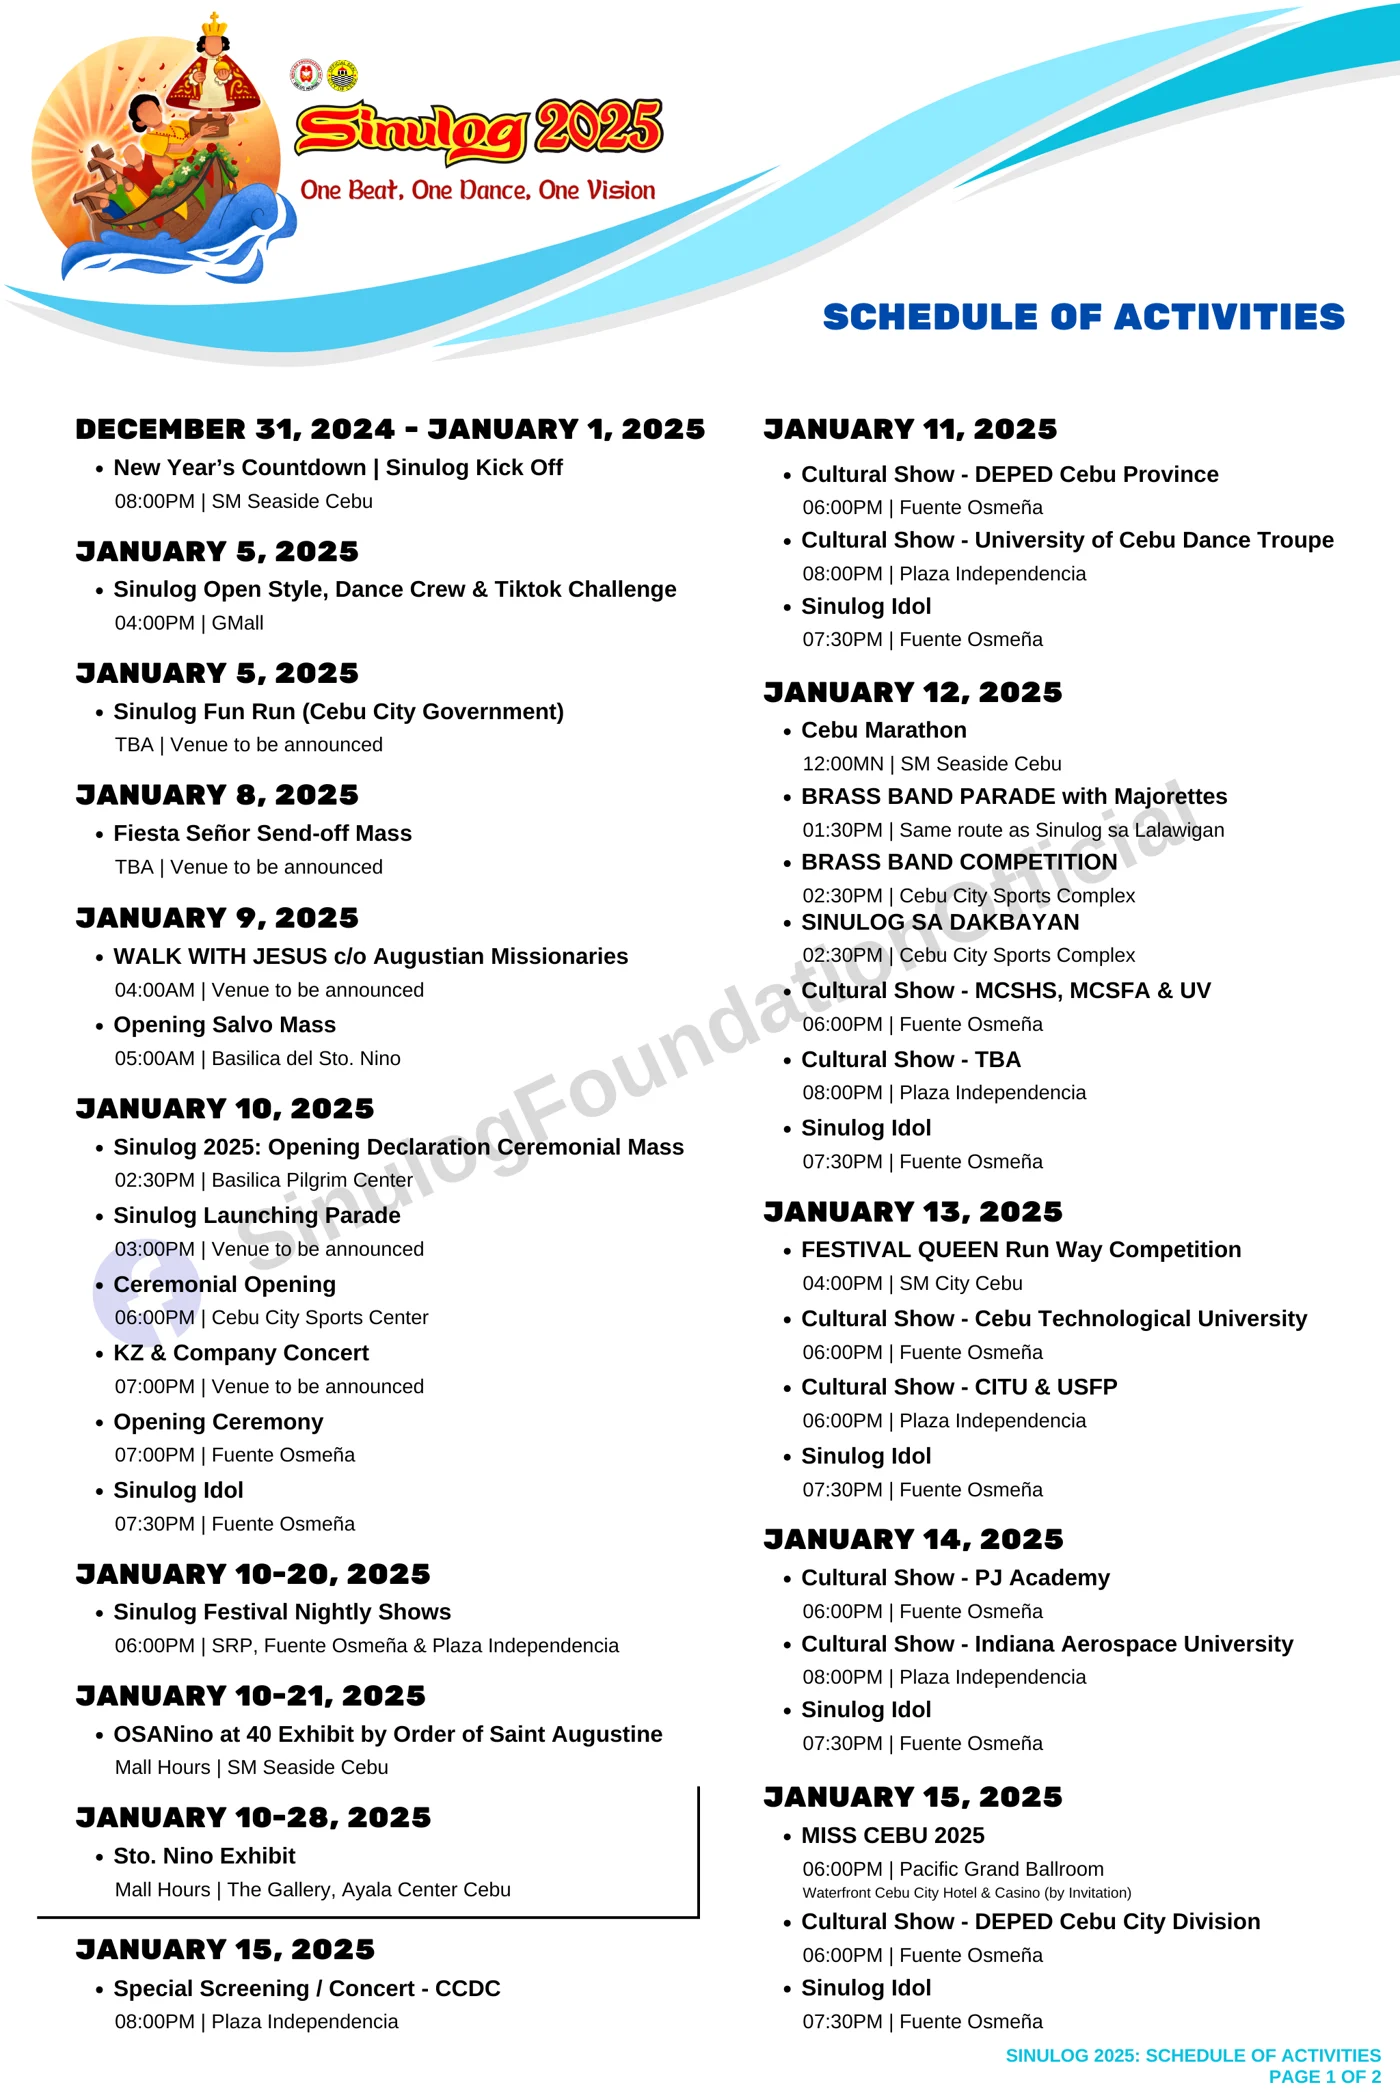 Sinulog 2025
One Beat, One Dance, One Vision
SCHEDULE OF ACTIVITIES
DECEMBER 31, 2024 - JANUARY 1, 2025
• New Year's Countdown | Sinulog Kick Off
08:00PM | SM Seaside Cebu
JANUARY 5, 2025
• Sinulog Open Style, Dance Crew & Tiktok Challenge
04:00PM | GMall
JANUARY 5, 2025
• Sinulog Fun Run (Cebu City Government)
TBA | Venue to be announced
JANUARY 8, 2025
• Fiesta Señor Send-off Mass
TBA | Venue to be announced
JANUARY 9, 2025
• WALK WITH JESUS c/o Augustian Missionaries
04:00AM | Venue to be announced
• Opening Salvo Mass
05:00AM | Basilica del Sto. Nino
JANUARY 10, 2025
• Sinulog 2025: Opening Declaration Ceremonial Mass
02:30PM | Basilica Pilgrim Center
• Sinulog Launching Parade
03:00PM | Venue to be announced
• Ceremonial Opening
06:00PM | Cebu City Sports Center
• KZ & Company Concert
07:00PM | Venue to be announced
• Opening Ceremony
07:00PM | Fuente Osmeña
• Sinulog Idol
07:30PM | Fuente Osmeña
JANUARY 10-20, 2025
• Sinulog Festival Nightly Shows
06:00PM | SRP, Fuente Osmeña & Plaza Independencia
JANUARY 10-21, 2025
• OSANino at 40 Exhibit by Order of Saint Augustine
Mall Hours | SM Seaside Cebu
JANUARY 10-28, 2025
• Sto. Nino Exhibit
Mall Hours | The Gallery, Ayala Center Cebu
JANUARY 15, 2025
• Special Screening / Concert - CCDC
08:00PM | Plaza Independencia
JANUARY 11, 2025
• Cultural Show - DEPED Cebu Province
06:00PM | Fuente Osmeña
• Cultural Show - University of Cebu Dance Troupe
08:00PM | Plaza Independencia
• Sinulog Idol
07:30PM | Fuente Osmeña
JANUARY 12, 2025
• Cebu Marathon
12:00MN | SM Seaside Cebu
• BRASS BAND PARADE with Majorettes
01:30PM | Same route as Sinulog sa Lalawigan
• BRASS BAND COMPETITION
02:30PM | Cebu City Sports Complex
• SINULOG SA DAKBAYAN
02:30PM | Cebu City Sports Complex
• Cultural Show - MCSHS, MCSFA & UV
06:00PM | Fuente Osmeña
• Cultural Show - TBA
08:00PM | Plaza Independencia
• Sinulog Idol
07:30PM | Fuente Osmeña
JANUARY 13, 2025
• FESTIVAL QUEEN Run Way Competition
04:00PM | SM City Cebu
• Cultural Show - Cebu Technological University
06:00PM | Fuente Osmeña
• Cultural Show - CITU & USFP
06:00PM | Plaza Independencia
• Sinulog Idol
07:30PM | Fuente Osmeña
JANUARY 14, 2025
• Cultural Show - PJ Academy
06:00PM | Fuente Osmeña
• Cultural Show - Indiana Aerospace University
08:00PM | Plaza Independencia
• Sinulog Idol
07:30PM | Fuente Osmeña
JANUARY 15, 2025
• MISS CEBU 2025
06:00PM | Pacific Grand Ballroom
Waterfront Cebu City Hotel & Casino (by Invitation)
• Cultural Show - DEPED Cebu City Division
06:00PM | Fuente Osmeña
• Sinulog Idol
07:30PM | Fuente Osmeña
SinulogFoundationOfficial
SINULOG 2025: SCHEDULE OF ACTIVITIES
PAGE 1 OF 2